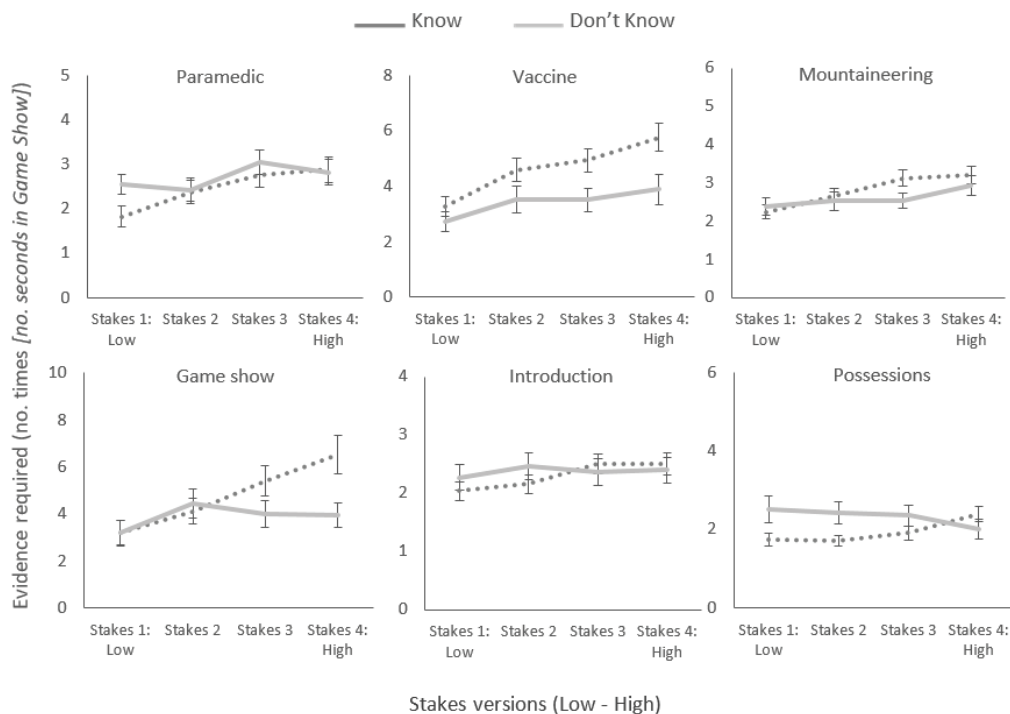 Know Don't Know
Evidence required (no. times [no. seconds in Game Show])
Paramedic
5
4
3
2
1
0
Stakes 1: Stakes 2 Stakes 3 Stakes 4:
Low High
Vaccine
8
6
4
2
0
Stakes 1: Stakes 2 Stakes 3 Stakes 4:
Low High
Mountaineering
6
5
4
3
2
1
0
Stakes 1: Stakes 2 Stakes 3 Stakes 4:
Low High
Game show
10
8
6
4
2
0
Stakes 1: Stakes 2 Stakes 3 Stakes 4:
Low High
Introduction
4
3
2
1
0
Stakes 1: Stakes 2 Stakes 3 Stakes 4:
Low High
Possessions
6
4
2
0
Stakes 1: Stakes 2 Stakes 3 Stakes 4:
Low High
Stakes versions (Low - High)